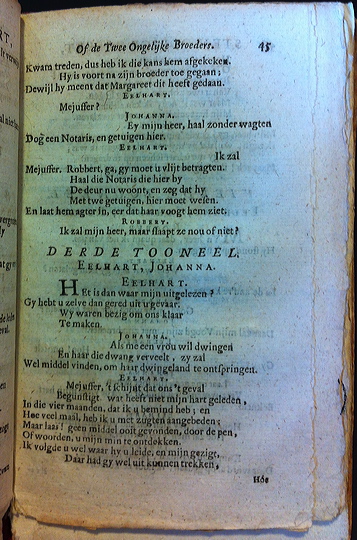 Of de Twee Ongelijke Broeders. 45
Kwam treden, dus heb ik die kans hem afgekeken.
Hy is voort na zijn broeder toe gegaan;
Dewijl hy meent dat Margareet dit heeft gedaan.
EELHART.
Mejuffer?
JOHANNA.
Ey mijn heer, haal zonder wagten
Dog een Notaris, en getuigen hier.
EELHART.
Ik zal
Mejuffer. Robbert, ga, gy moet u vlijt betragten.
Haal die Notaris die hier by
De deur nu woont, en zeg dat hy
Met twe getuigen, hier moet wesen.
En laat hem agter in, eer dat haar voogt hem ziet.
ROBBERT.
Ik zal mijn heer, maar slaapt ze nou of niet?
DERDE TOONEEL.
EELHART, JOHANNA.
EELHART.
Het is dan waar mijn uitgelezen?
Gy hebt u zelve dan gered uit u gevaar.
Wy waren bezig om ons klaar
Te maken.
JOHANNA.
Als me een vrou wil dwingen
En haar die dwang verveelt, zy zal
Wel middel vinden, om haar dwingeland te ontspringen.
EELHART.
Mejuffer, 't schijnt dat ons 't geval
Begunstigt. wat heeft niet mijn hart geleden,
In die vier maanden, dat ik u bemind heb; en
Hoe veel maal, heb ik u met zugten aangebeden;
Maar laas! geen middel ooit gevonden, door de pen,
Of woorden, u mijn min te ontdekken.
Ik volgde u wel waar hy u leide, en mijn gezigt,
Daar had gy wel uit kunnen trekken,
Hoe